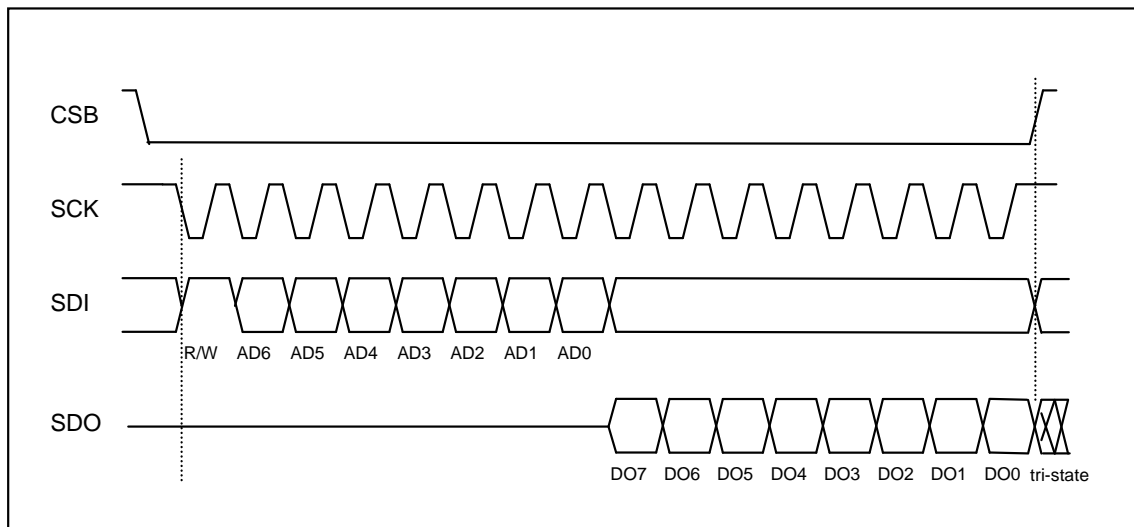 CSB
SCK
SDI
R/W AD6 AD5 AD4 AD3 AD2 AD1 AD0
SDO
DO7 DO6 DO5 DO4 DO3 DO2 DO1 DO0 tri-state